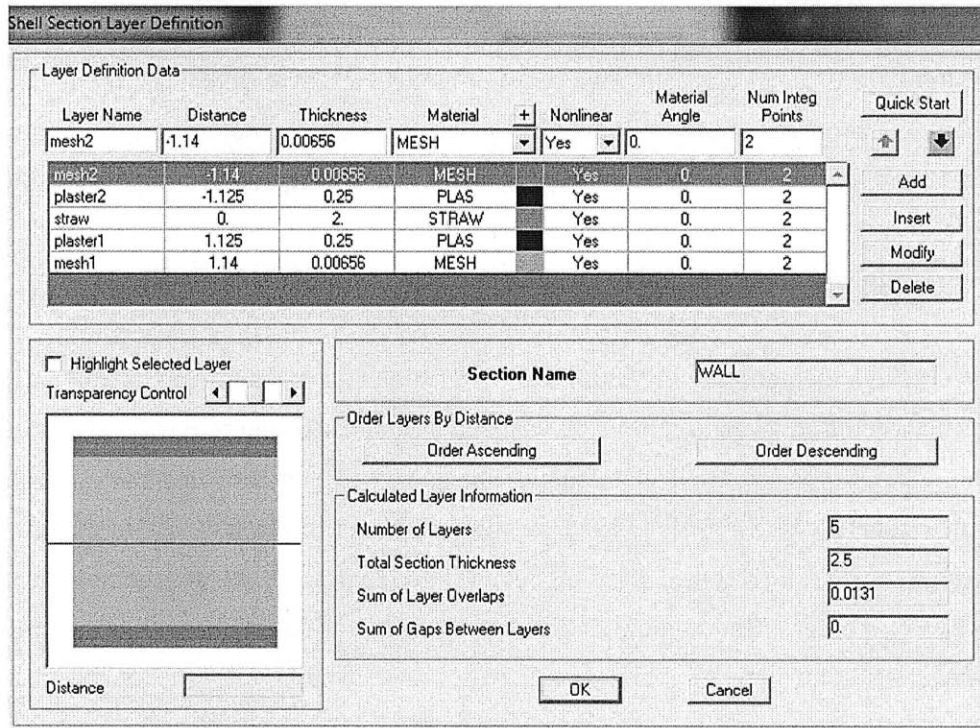 Shell Section Layer Definition
Layer Definition Data
Layer Name Distance Thickness Material + Nonlinear Material Angle Num Integ Points Quick Start
mesh2 -1.14 0.00656 MESH Yes 0. 2
mesh2 -1.14 0.00656 MESH Yes 0. 2 Add
plaster2 -1.125 0.25 PLAS Yes 0. 2
straw 0. 2. STRAW Yes 0. 2 Insert
plaster1 1.125 0.25 PLAS Yes 0. 2 Modify
mesh1 1.14 0.00656 MESH Yes 0. 2
Delete
Highlight Selected Layer
Transparency Control
Distance
Section Name WALL
Order Layers By Distance
Order Ascending Order Descending
Calculated Layer Information
Number of Layers 5
Total Section Thickness 2.5
Sum of Layer Overlaps 0.0131
Sum of Gaps Between Layers 0.
OK Cancel